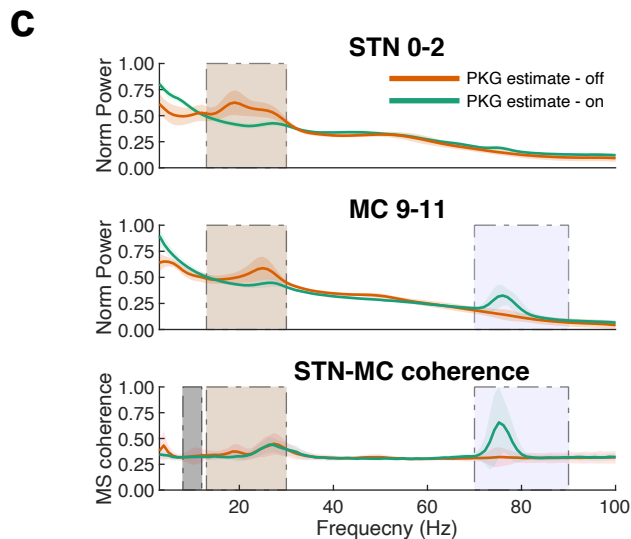 C
STN 0-2
Norm Power
1.00
0.75
0.50
0.25
0.00
PKG estimate - off
PKG estimate - on
MC 9-11
Norm Power
1.00
0.75
0.50
0.25
0.00
STN-MC coherence
MS coherence
1.00
0.75
0.50
0.25
0.00
20
40
60
80
100
Frequecny (Hz)